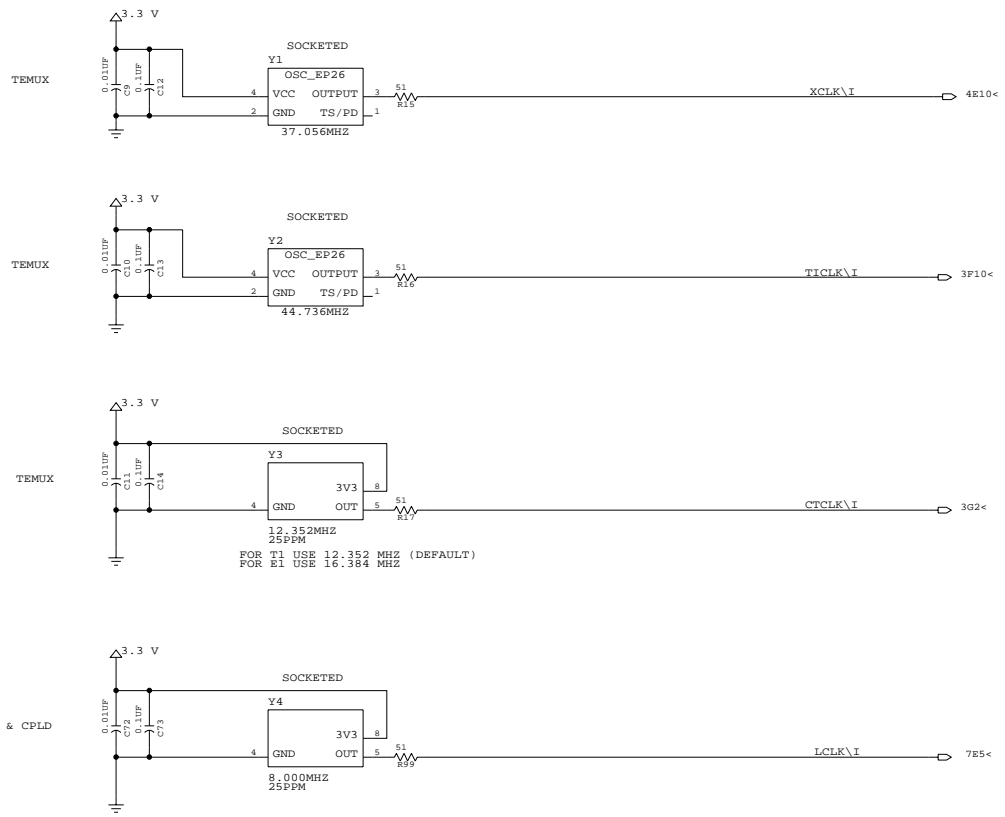 3.3 V
SOCKETED
Y1
TEMUX
0.01UF
C9
0.1UF
C12
OSC_EP26
4 VCC OUTPUT 3
51
R15
XCLK\I
4E10<
2 GND TS/PD 1
37.056MHZ
3.3 V
SOCKETED
Y2
TEMUX
0.01UF
C10
0.1UF
C13
OSC_EP26
4 VCC OUTPUT 3
51
R16
TICLK\I
3F10<
2 GND TS/PD 1
44.736MHZ
3.3 V
SOCKETED
Y3
TEMUX
0.01UF
C11
0.1UF
C14
3V3 8
4 GND OUT 5
51
R17
CTCLK\I
3G2<
12.352MHZ
25PPM
FOR T1 USE 12.352 MHZ (DEFAULT)
FOR E1 USE 16.384 MHZ
3.3 V
SOCKETED
Y4
& CPLD
0.01UF
C72
0.1UF
C73
3V3 8
4 GND OUT 5
51
R99
LCLK\I
7E5<
8.000MHZ
25PPM